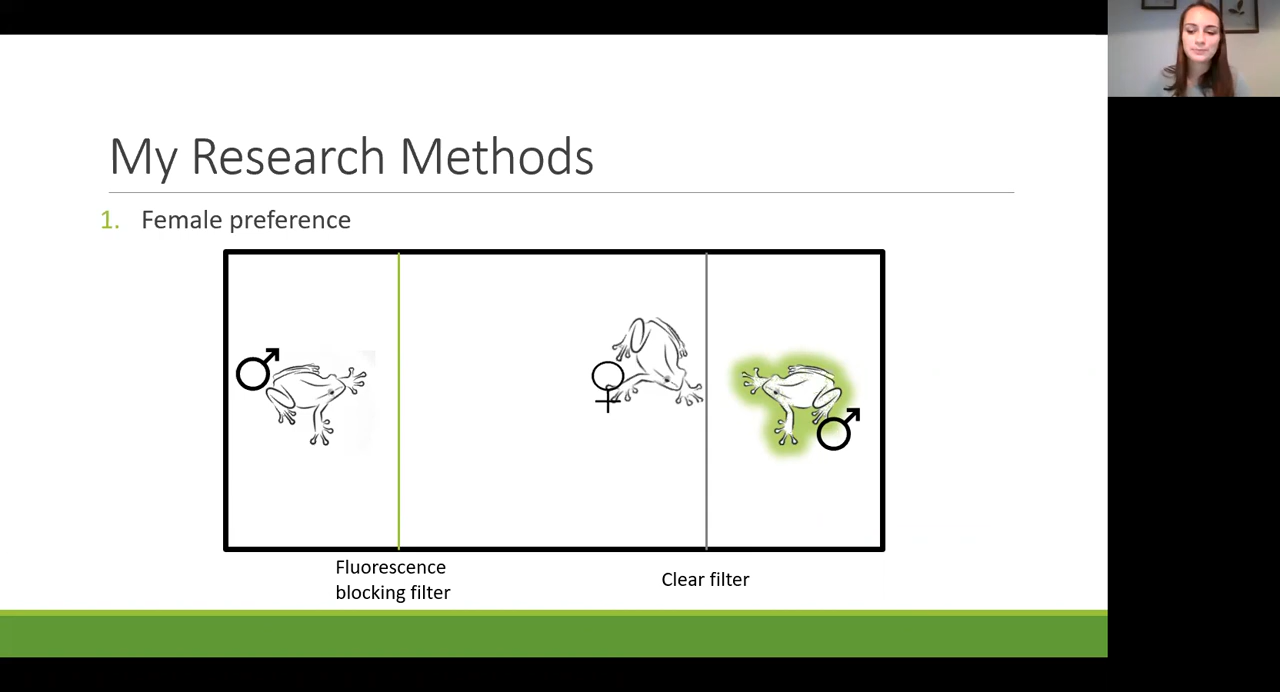 My Research Methods
1. Female preference
Fluorescence
blocking filter
Clear filter